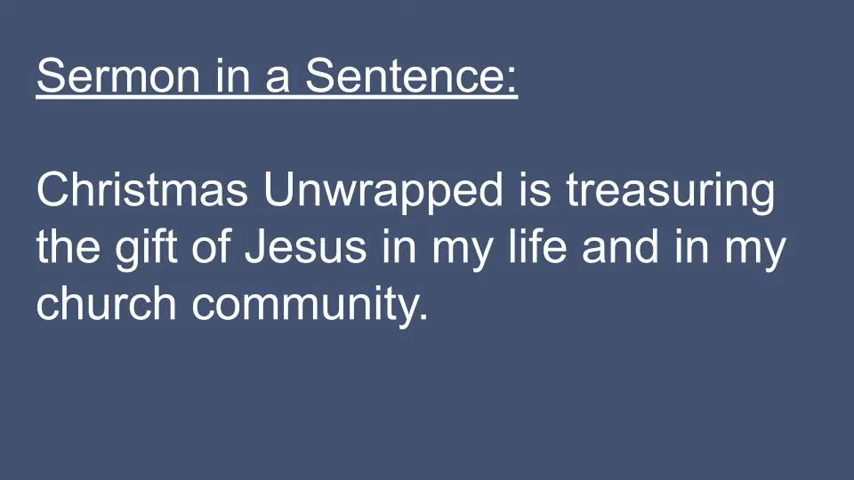 Sermon in a Sentence:
Christmas Unwrapped is treasuring
the gift of Jesus in my life and in my
church community.